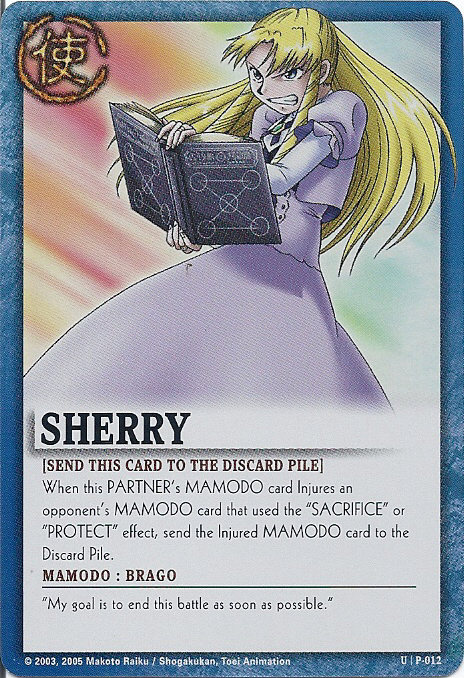 使
SHERRY
[SEND THIS CARD TO THE DISCARD PILE]
When this PARTNER's MAMODO card Injures an
opponent's MAMODO card that used the "SACRIFICE" or
"PROTECT" effect, send the Injured MAMODO card to the
Discard Pile.
MAMODO : BRAGO
"My goal is to end this battle as soon as possible."
© 2003, 2005 Makoto Raiku / Shogakukan, Toei Animation U | P-012